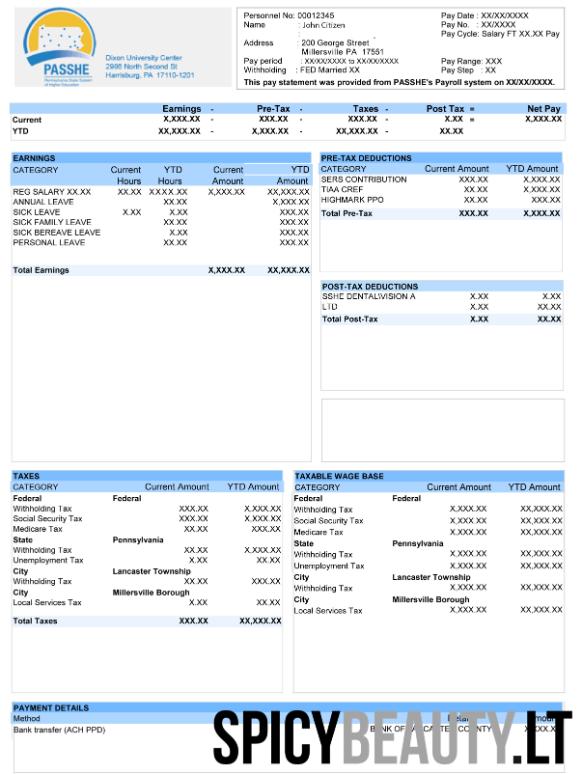 PASSHE
Pennsylvania State System
of Higher Education
Dixon University Center
2986 North Second St
Harrisburg, PA 17110-1201
Personnel No: 00012345 Pay Date : XX/XX/XXXX
Name : John Citizen Pay No. : XX/XXXX
: Pay Cycle: Salary FT XX.XX Pay
Address : 200 George Street
Millersville PA 17551
Pay period : XX/XX/XXXX to XX/XX/XXXX Pay Range: XXX
Withholding : FED Married XX Pay Step : XX
This pay statement was provided from PASSHE's Payroll system on XX/XX/XXXX.
Earnings - Pre-Tax - Taxes - Post Tax = Net Pay
Current X,XXX.XX - XXX.XX - XXX.XX - X.XX = X,XXX.XX
YTD XX,XXX.XX - X,XXX.XX - XX,XXX.XX - XX.XX
EARNINGS
CATEGORY Current Hours YTD Hours Current Amount YTD Amount
REG SALARY XX.XX XX.XX XXXX.XX X,XXX.XX XX,XXX.XX
ANNUAL LEAVE XX.XX X,XXX.XX
SICK LEAVE X.XX XX.XX XXX.XX
SICK FAMILY LEAVE XX.XX XXX.XX
SICK BEREAVE LEAVE X.XX XXX.XX
PERSONAL LEAVE XX.XX XXX.XX
Total Earnings X,XXX.XX XX,XXX.XX
PRE-TAX DEDUCTIONS
CATEGORY Current Amount YTD Amount
SERS CONTRIBUTION XXX.XX X,XXX.XX
TIAA CREF XX.XX X,XXX.XX
HIGHMARK PPO XX.XX XXX.XX
Total Pre-Tax XXX.XX X,XXX.XX
POST-TAX DEDUCTIONS
SSHE DENTAL\VISION A X.XX X.XX
LTD X.XX XX.XX
Total Post-Tax X.XX XX.XX
TAXES
CATEGORY Current Amount YTD Amount
Federal Federal
Withholding Tax XXX.XX X,XXX.XX
Social Security Tax XXX.XX X,XXX.XX
Medicare Tax XX.XX XXX.XX
State Pennsylvania
Withholding Tax XX.XX X,XXX.XX
Unemployment Tax X.XX XX.XX
City Lancaster Township
Withholding Tax XX.XX XXX.XX
City Millersville Borough
Local Services Tax X.XX XX.XX
Total Taxes XXX.XX XX,XXX.XX
TAXABLE WAGE BASE
CATEGORY Current Amount YTD Amount
Federal Federal
Withholding Tax X,XXX.XX XX,XXX.XX
Social Security Tax X,XXX.XX XX,XXX.XX
Medicare Tax X,XXX.XX XX,XXX.XX
State Pennsylvania
Withholding Tax X,XXX.XX XX,XXX.XX
Unemployment Tax X,XXX.XX XX,XXX.XX
City Lancaster Township
Withholding Tax X,XXX.XX XX,XXX.XX
City Millersville Borough
Local Services Tax X,XXX.XX XX,XXX.XX
PAYMENT DETAILS
Method
Bank transfer (ACH PPD) COUNTY
SPICYBEAUTY.LT